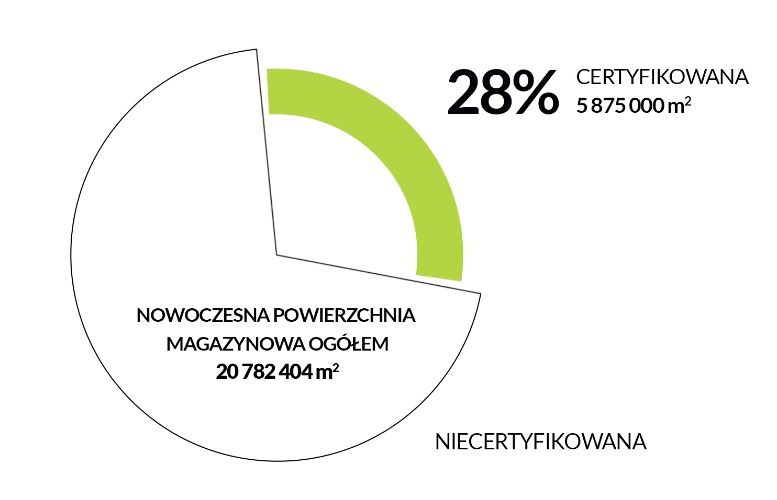 28%
CERTYFIKOWANA
5 875 000 m²
NOWOCZESNA POWIERZCHNIA
MAGAZYNOWA OGÓŁEM
20 782 404 m²
NIECERTYFIKOWANA